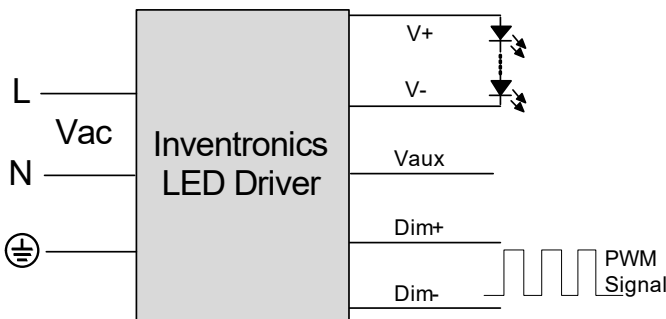 V+
L
V-
Vac
Inventronics
LED Driver
Vaux
N
Dim+
PWM
Signal
Dim-